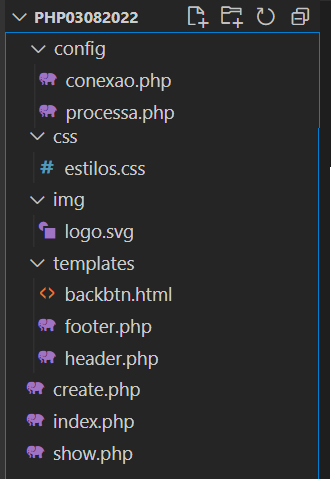 PHP03082022
config
conexao.php
processa.php
css
estilos.css
img
logo.svg
templates
backbtn.html
footer.php
header.php
create.php
index.php
show.php